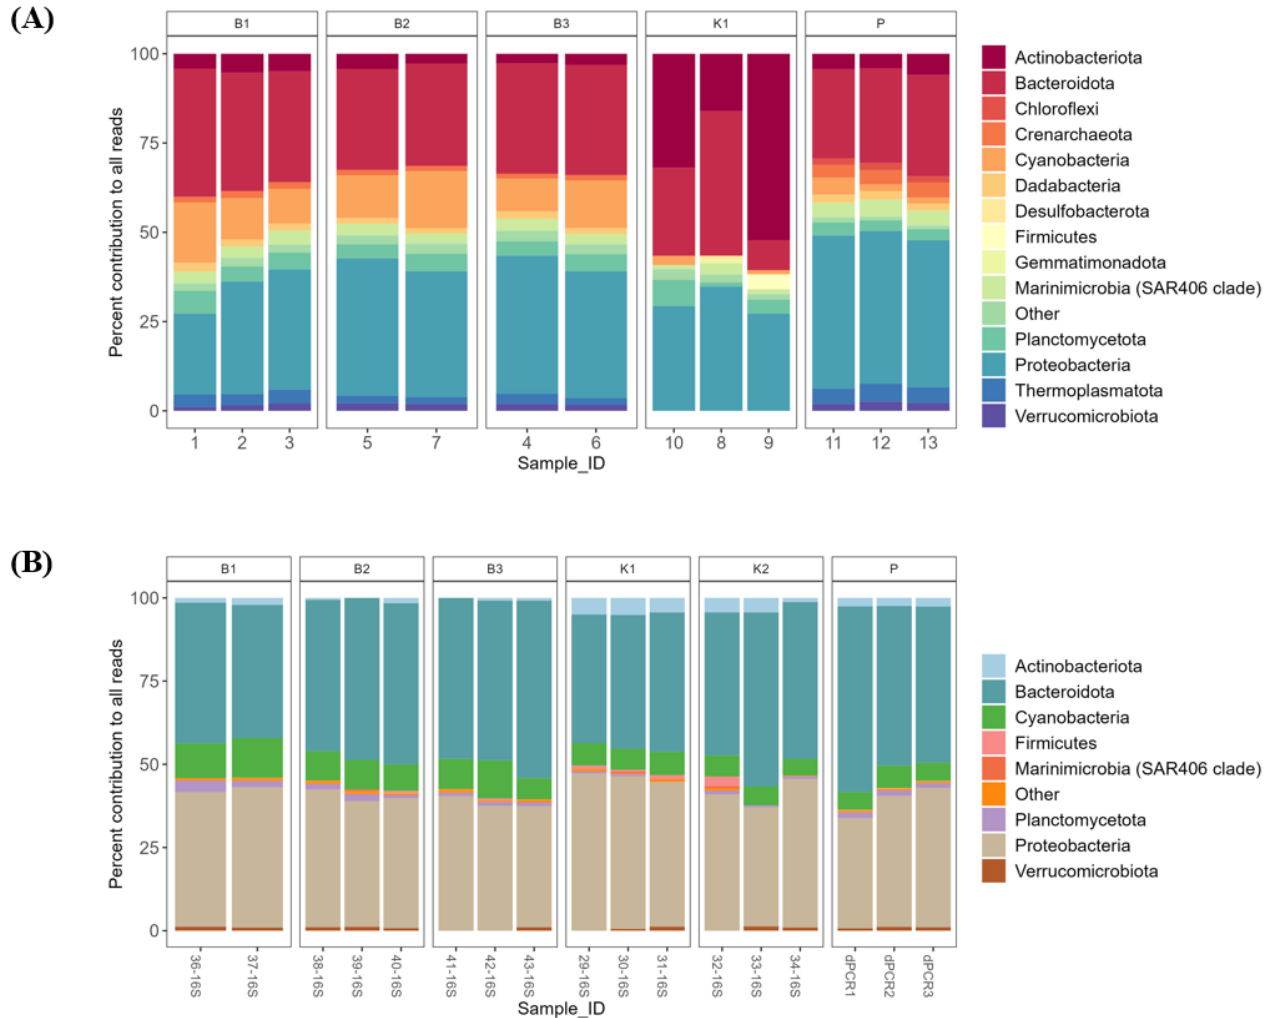 (A)
B1 B2 B3 K1 P
100
75
50
25
0
Percent contribution to all reads
1 2 3 5 7 4 6 10 8 9 11 12 13
Sample_ID
Actinobacteriota
Bacteroidota
Chloroflexi
Crenarchaeota
Cyanobacteria
Dadabacteria
Desulfobacterota
Firmicutes
Gemmatimonadota
Marinimicrobia (SAR406 clade)
Other
Planctomycetota
Proteobacteria
Thermoplasmatota
Verrucomicrobiota
(B)
B1 B2 B3 K1 K2 P
100
75
50
25
0
Percent contribution to all reads
36-16S 37-16S 38-16S 39-16S 40-16S 41-16S 42-16S 43-16S 29-16S 30-16S 31-16S 32-16S 33-16S 34-16S dPCR1 dPCR2 dPCR3
Sample_ID
Actinobacteriota
Bacteroidota
Cyanobacteria
Firmicutes
Marinimicrobia (SAR406 clade)
Other
Planctomycetota
Proteobacteria
Verrucomicrobiota